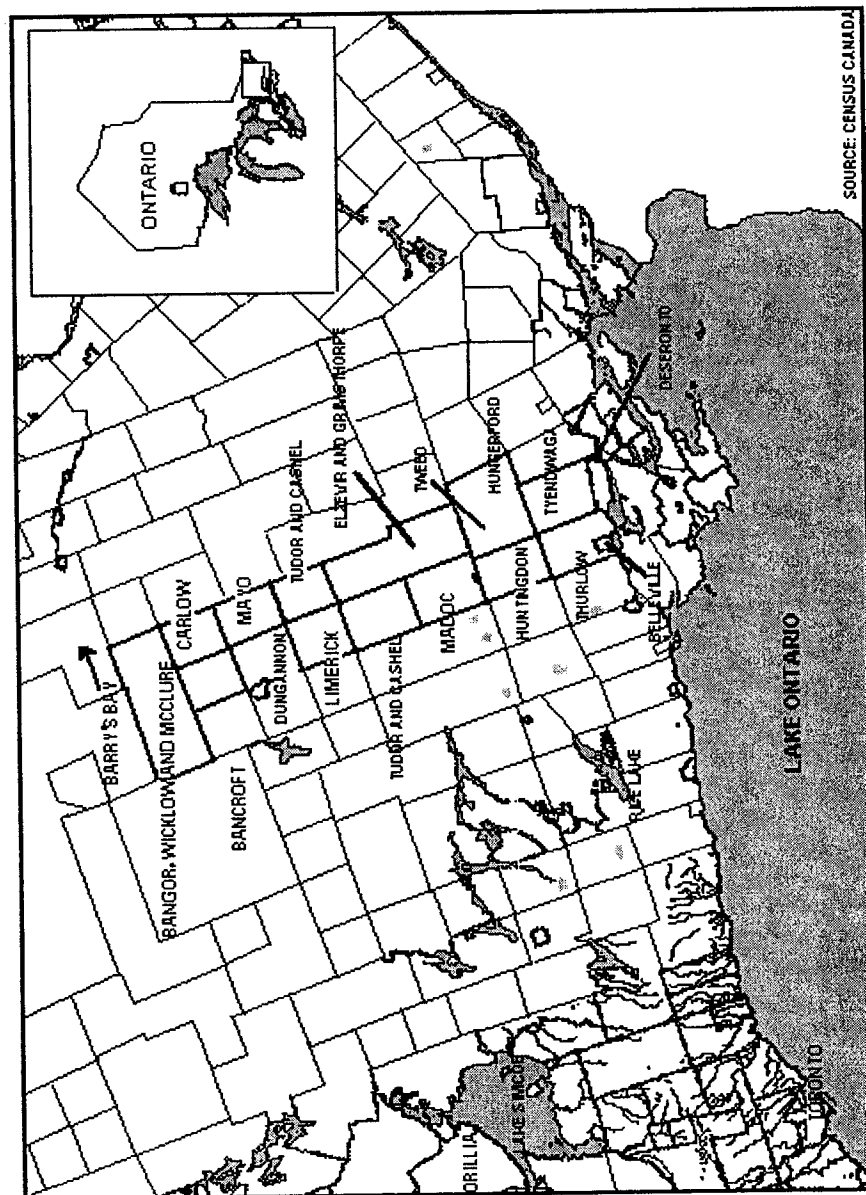 ONTARIO
BARRY'S BAY
BANGOR, WICKLOW AND MCCLURE
CARLOW
BANCROFT
MAYO
DUNGANNON
TUDOR AND CASHEL
LIMERICK
ELZEVIR AND GRIMSTHORPE
TUDOR AND CASHEL
TWEED
MADOC
HUNGERFORD
HUNTINGDON
TYENDINAGA
THURLOW
DESERONTO
BELLEVILLE
RICE LAKE
ORILLIA
LAKE SIMCOE
TORONTO
LAKE ONTARIO
SOURCE: CENSUS CANADA